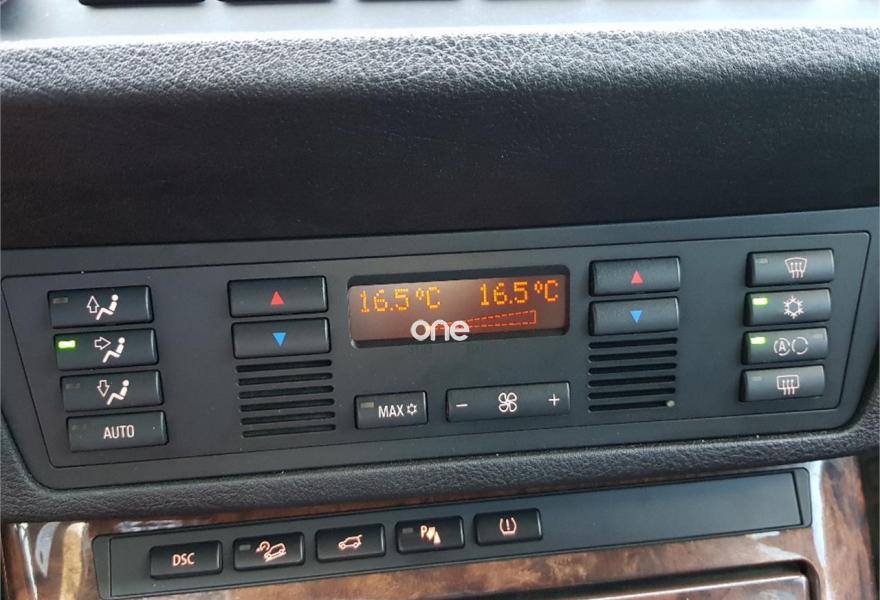 16.5°C 16.5°C
one
MAX
- +
AUTO
A
DSC
P
(!)